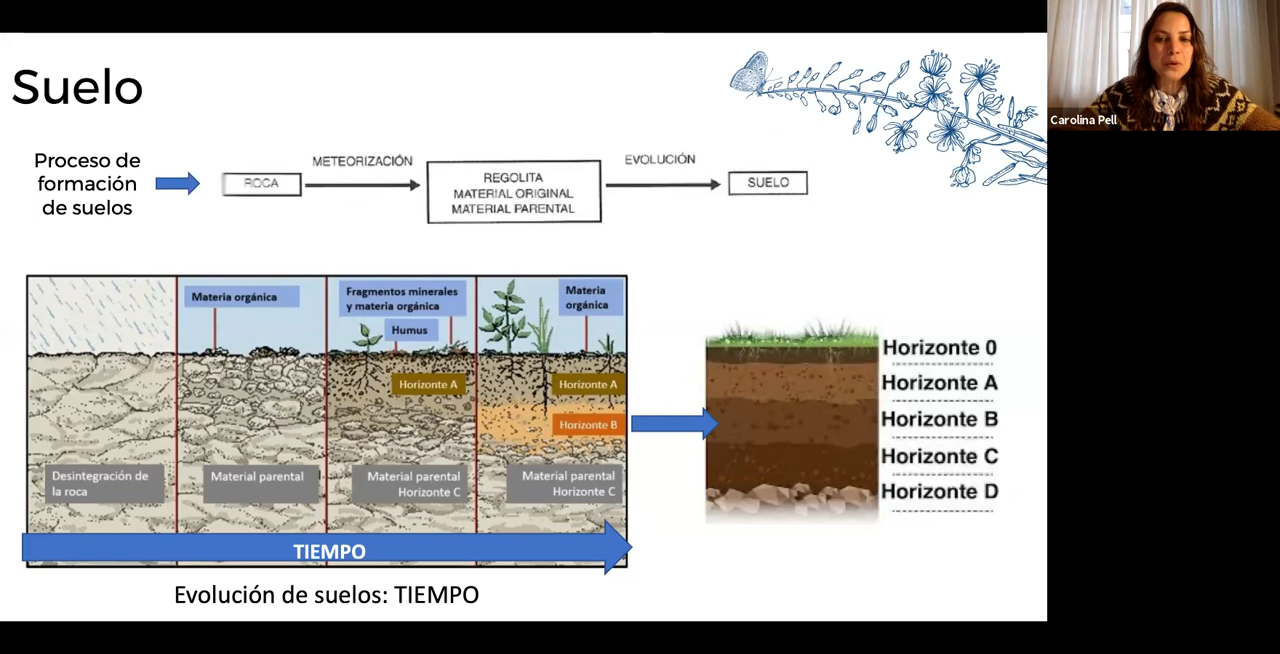 Suelo
Carolina Pell
Proceso de
formación
de suelos
ROCA
METEORIZACIÓN
REGOLITA
MATERIAL ORIGINAL
MATERIAL PARENTAL
EVOLUCIÓN
SUELO
Desintegración de
la roca
Materia orgánica
Material parental
Fragmentos minerales
y materia orgánica
Humus
Horizonte A
Material parental
Horizonte C
Materia
orgánica
Horizonte A
Horizonte B
Material parental
Horizonte C
TIEMPO
Evolución de suelos: TIEMPO
Horizonte 0
Horizonte A
Horizonte B
Horizonte C
Horizonte D